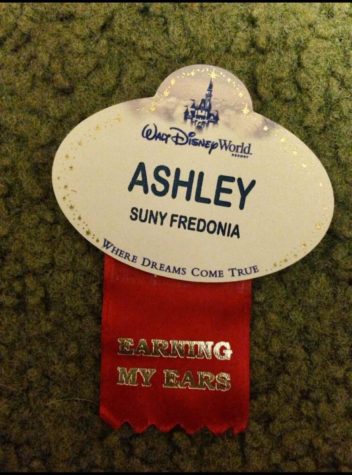 Walt Disney World
RESORT
ASHLEY
SUNY FREDONIA
WHERE DREAMS COME TRUE
EARNING
MY EARS